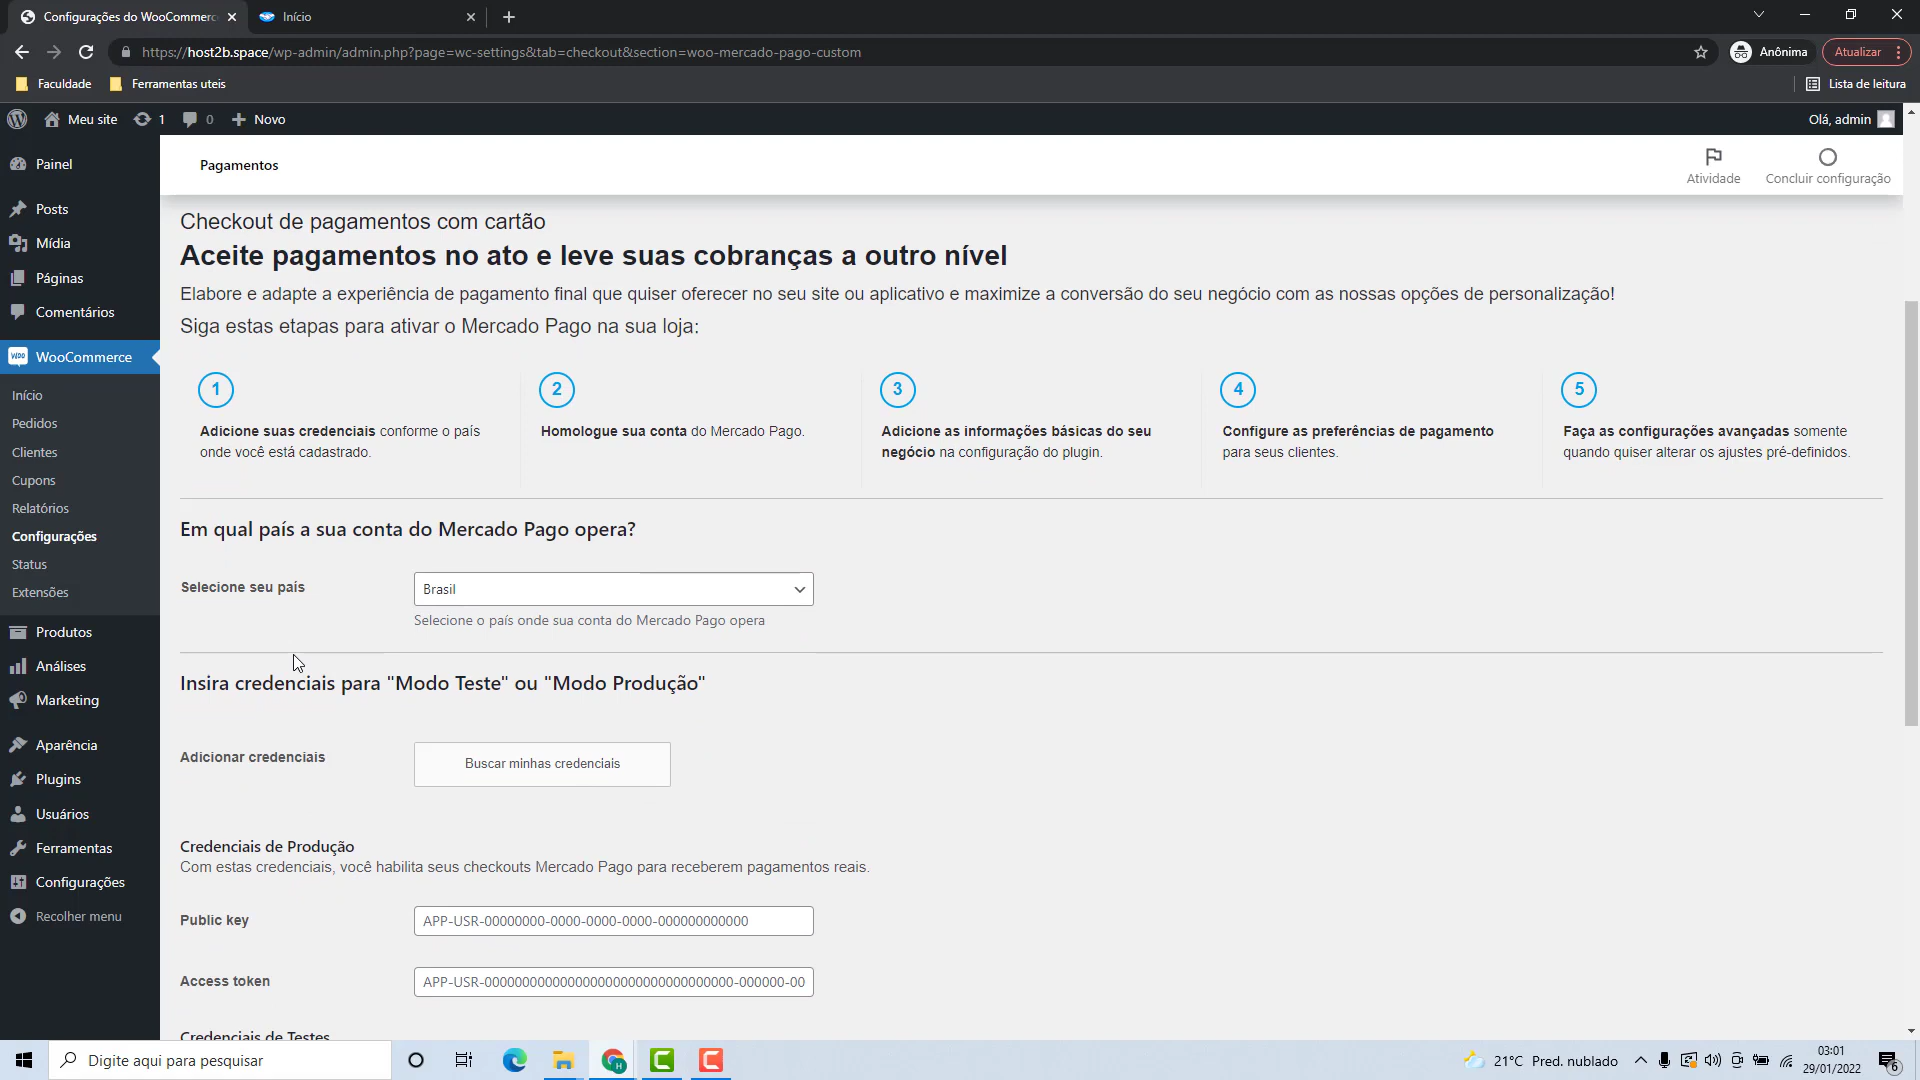 Configurações do WooCommerc
Início
https://host2b.space/wp-admin/admin.php?page=wc-settings&tab=checkout&section=woo-mercado-pago-custom
Anônima
Atualizar
Faculdade
Ferramentas uteis
Lista de leitura
Meu site
1
0
Novo
Olá, admin
Painel
Posts
Mídia
Páginas
Comentários
WooCommerce
Início
Pedidos
Clientes
Cupons
Relatórios
Configurações
Status
Extensões
Produtos
Análises
Marketing
Aparência
Plugins
Usuários
Ferramentas
Configurações
Recolher menu
Pagamentos
Atividade
Concluir configuração
Checkout de pagamentos com cartão
Aceite pagamentos no ato e leve suas cobranças a outro nível
Elabore e adapte a experiência de pagamento final que quiser oferecer no seu site ou aplicativo e maximize a conversão do seu negócio com as nossas opções de personalização!
Siga estas etapas para ativar o Mercado Pago na sua loja:
1
Adicione suas credenciais conforme o país
onde você está cadastrado.
2
Homologue sua conta do Mercado Pago.
3
Adicione as informações básicas do seu
negócio na configuração do plugin.
4
Configure as preferências de pagamento
para seus clientes.
5
Faça as configurações avançadas somente
quando quiser alterar os ajustes pré-definidos.
Em qual país a sua conta do Mercado Pago opera?
Selecione seu país
Brasil
Selecione o país onde sua conta do Mercado Pago opera
Insira credenciais para "Modo Teste" ou "Modo Produção"
Adicionar credenciais
Buscar minhas credenciais
Credenciais de Produção
Com estas credenciais, você habilita seus checkouts Mercado Pago para receberem pagamentos reais.
Public key
APP-USR-00000000-0000-0000-0000-000000000000
Access token
APP-USR-00000000000000000000000000000000-000000-00
Credenciais de Testes
Digite aqui para pesquisar
21°C Pred. nublado
03:01
29/01/2022
6